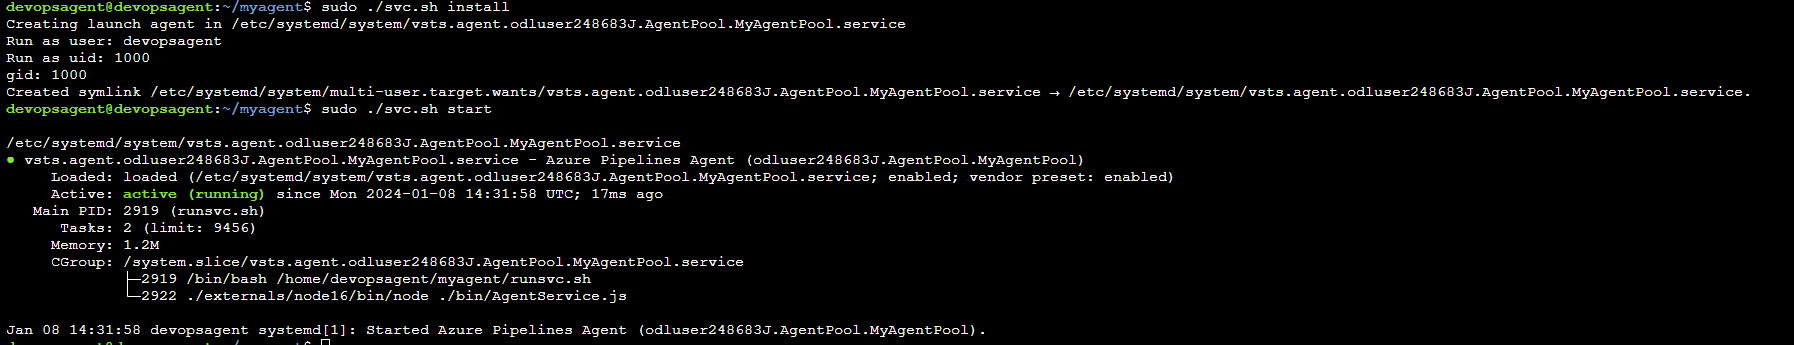 devopsagent@devopsagent:~/myagent$ sudo ./svc.sh install
Creating launch agent in /etc/systemd/system/vsts.agent.odluser248683J.AgentPool.MyAgentPool.service
Run as user: devopsagent
Run as uid: 1000
gid: 1000
Created symlink /etc/systemd/system/multi-user.target.wants/vsts.agent.odluser248683J.AgentPool.MyAgentPool.service → /etc/systemd/system/vsts.agent.odluser248683J.AgentPool.MyAgentPool.service.
devopsagent@devopsagent:~/myagent$ sudo ./svc.sh start
/etc/systemd/system/vsts.agent.odluser248683J.AgentPool.MyAgentPool.service
● vsts.agent.odluser248683J.AgentPool.MyAgentPool.service - Azure Pipelines Agent (odluser248683J.AgentPool.MyAgentPool)
Loaded: loaded (/etc/systemd/system/vsts.agent.odluser248683J.AgentPool.MyAgentPool.service; enabled; vendor preset: enabled)
Active: active (running) since Mon 2024-01-08 14:31:58 UTC; 17ms ago
Main PID: 2919 (runsvc.sh)
Tasks: 2 (limit: 9456)
Memory: 1.2M
CGroup: /system.slice/vsts.agent.odluser248683J.AgentPool.MyAgentPool.service
├─2919 /bin/bash /home/devopsagent/myagent/runsvc.sh
└─2922 ./externals/node16/bin/node ./bin/AgentService.js
Jan 08 14:31:58 devopsagent systemd[1]: Started Azure Pipelines Agent (odluser248683J.AgentPool.MyAgentPool).
devopsagent@devopsagent:~/myagent$